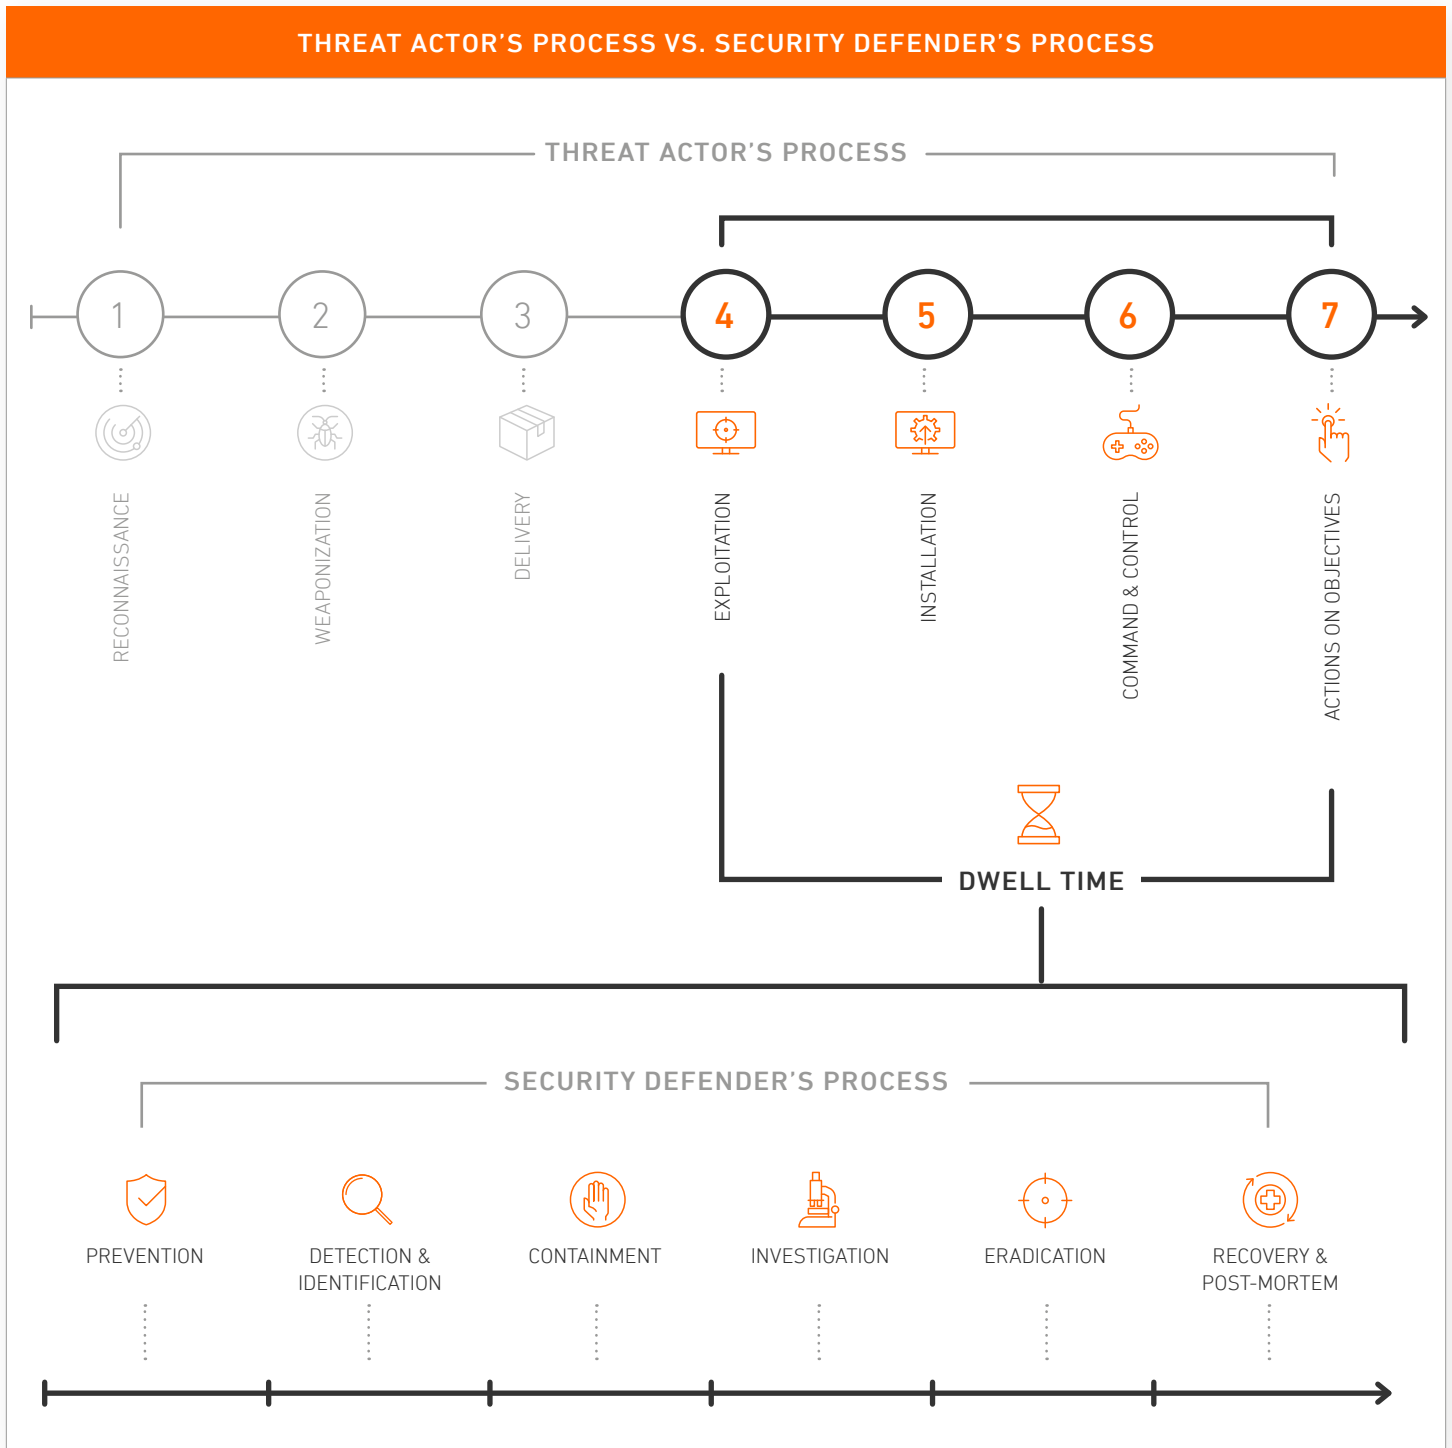 THREAT ACTOR'S PROCESS VS. SECURITY DEFENDER'S PROCESS
THREAT ACTOR'S PROCESS
1
2
3
4
5
6
7
RECONNAISSANCE
WEAPONIZATION
DELIVERY
EXPLOITATION
INSTALLATION
COMMAND & CONTROL
ACTIONS ON OBJECTIVES
DWELL TIME
SECURITY DEFENDER'S PROCESS
PREVENTION
DETECTION &
IDENTIFICATION
CONTAINMENT
INVESTIGATION
ERADICATION
RECOVERY &
POST-MORTEM